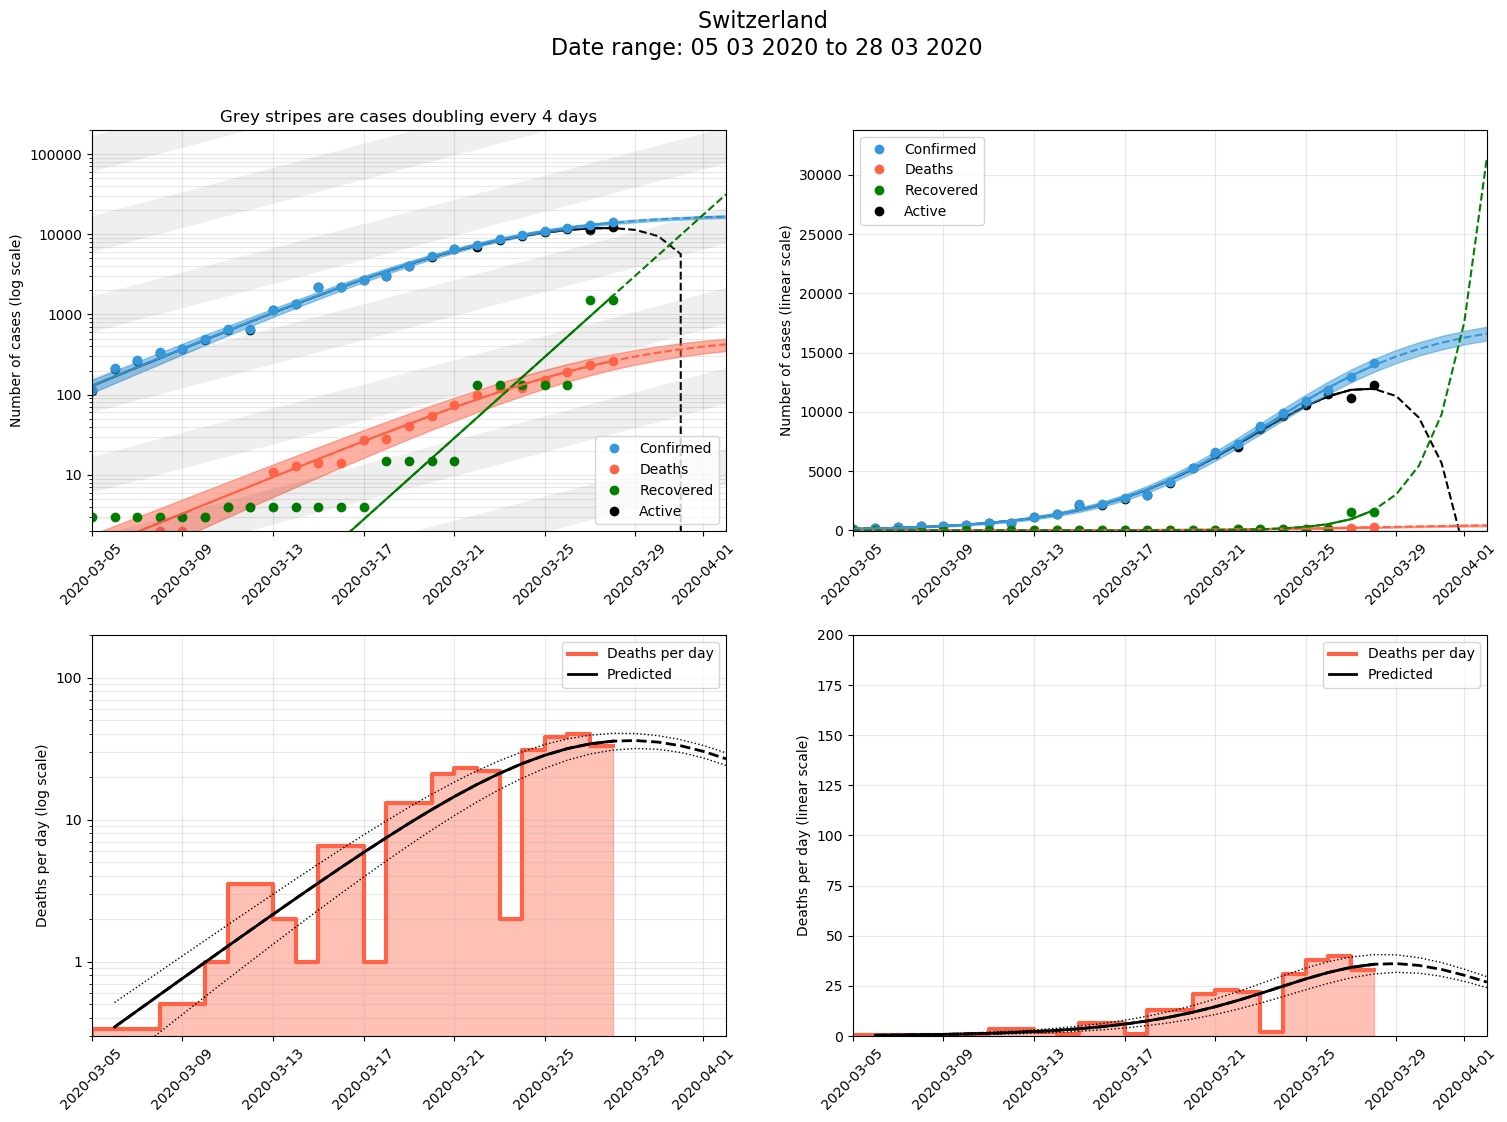 Switzerland
Date range: 05 03 2020 to 28 03 2020
Grey stripes are cases doubling every 4 days
Number of cases (log scale)
100000
10000
1000
100
10
Confirmed
Deaths
Recovered
Active
2020-03-05
2020-03-09
2020-03-13
2020-03-17
2020-03-21
2020-03-25
2020-03-29
2020-04-01
Number of cases (linear scale)
30000
25000
20000
15000
10000
5000
0
Confirmed
Deaths
Recovered
Active
2020-03-05
2020-03-09
2020-03-13
2020-03-17
2020-03-21
2020-03-25
2020-03-29
2020-04-01
Deaths per day (log scale)
100
10
1
Deaths per day
Predicted
2020-03-05
2020-03-09
2020-03-13
2020-03-17
2020-03-21
2020-03-25
2020-03-29
2020-04-01
Deaths per day (linear scale)
200
175
150
125
100
75
50
25
0
Deaths per day
Predicted
2020-03-05
2020-03-09
2020-03-13
2020-03-17
2020-03-21
2020-03-25
2020-03-29
2020-04-01